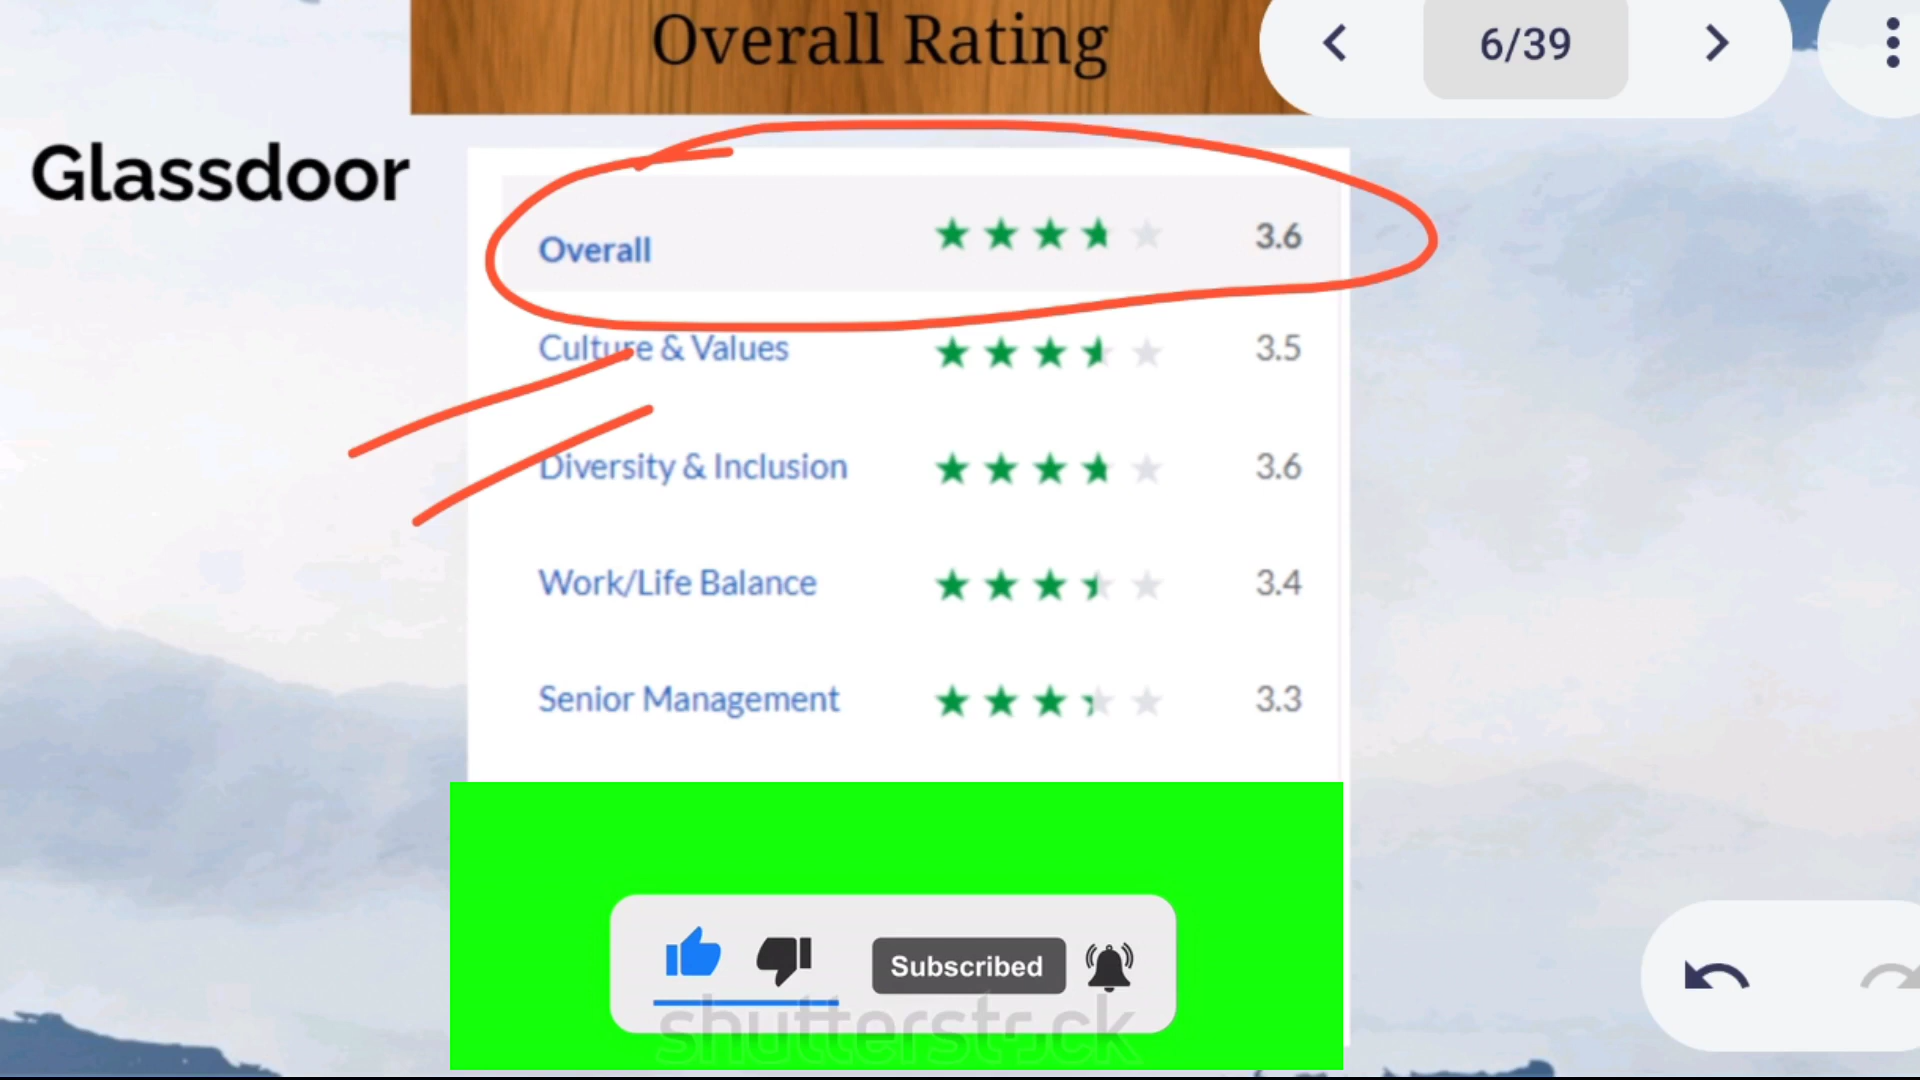 Overall Rating
6/39
Glassdoor
Overall 3.6
Culture & Values 3.5
Diversity & Inclusion 3.6
Work/Life Balance 3.4
Senior Management 3.3
Subscribed
shutterstock